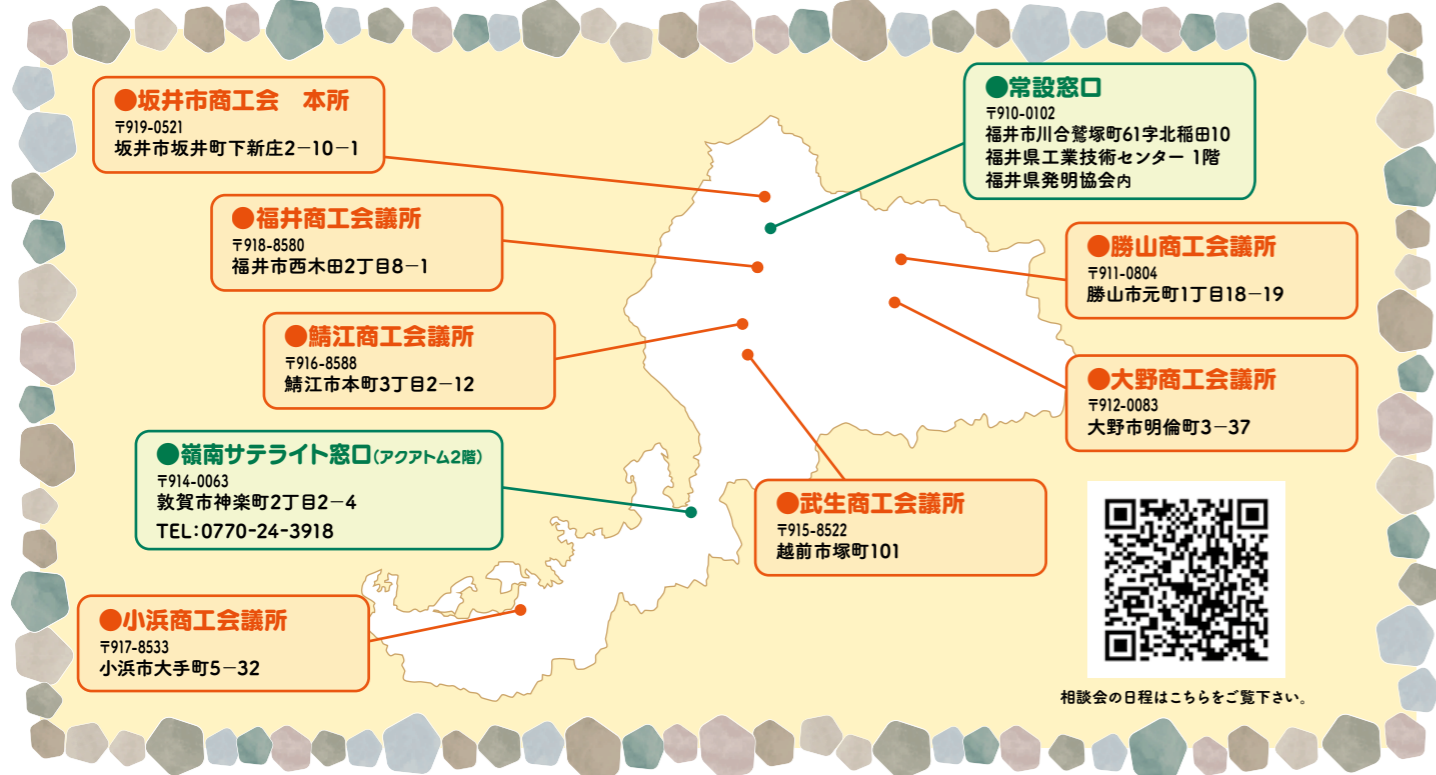 ●坂井市商工会　本所
〒919-0521
坂井市坂井町下新庄2－10－1
●常設窓口
〒910-0102
福井市川合鷲塚町61字北稲田10
福井県工業技術センター 1階
福井県発明協会内
●福井商工会議所
〒918-8580
福井市西木田2丁目8－1
●勝山商工会議所
〒911-0804
勝山市元町1丁目18－19
●鯖江商工会議所
〒916-8588
鯖江市本町3丁目2－12
●大野商工会議所
〒912-0083
大野市明倫町3－37
●嶺南サテライト窓口(アクアトム2階)
〒914-0063
敦賀市神楽町2丁目2－4
TEL：0770-24-3918
●武生商工会議所
〒915-8522
越前市塚町101
●小浜商工会議所
〒917-8533
小浜市大手町5－32
相談会の日程はこちらをご覧下さい。